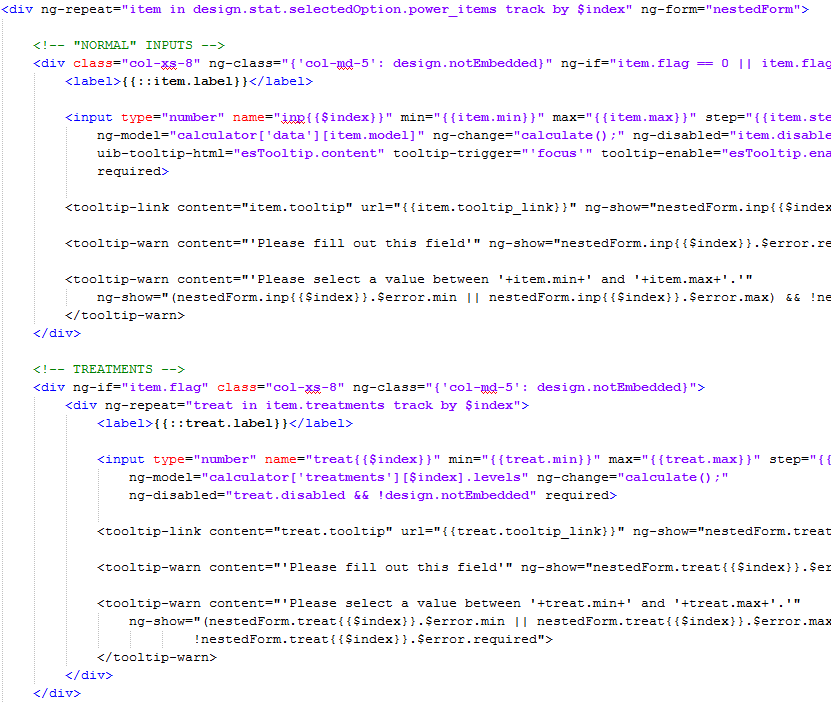 <div ng-repeat="item in design.stat.selectedOption.power_items track by $index" ng-form="nestedForm">
<!-- "NORMAL" INPUTS -->
<div class="col-xs-8" ng-class="{'col-md-5': design.notEmbedded}" ng-if="item.flag == 0 || item.flag
<label>{{::item.label}}</label>
<input type="number" name="inp{{$index}}" min="{{item.min}}" max="{{item.max}}" step="{{item.ste
ng-model="calculator['data'][item.model]" ng-change="calculate();" ng-disabled="item.disable
uib-tooltip-html="esTooltip.content" tooltip-trigger="'focus'" tooltip-enable="esTooltip.ena
required>
<tooltip-link content="item.tooltip" url="{{item.tooltip_link}}" ng-show="nestedForm.inp{{$index
<tooltip-warn content="'Please fill out this field'" ng-show="nestedForm.inp{{$index}}.$error.re
<tooltip-warn content="'Please select a value between '+item.min+' and '+item.max+'.'"
ng-show="(nestedForm.inp{{$index}}.$error.min || nestedForm.inp{{$index}}.$error.max) && !ne
</tooltip-warn>
</div>
<!-- TREATMENTS -->
<div ng-if="item.flag" class="col-xs-8" ng-class="{'col-md-5': design.notEmbedded}">
<div ng-repeat="treat in item.treatments track by $index">
<label>{{::treat.label}}</label>
<input type="number" name="treat{{$index}}" min="{{treat.min}}" max="{{treat.max}}" step="{{
ng-model="calculator['treatments'][$index].levels" ng-change="calculate();"
ng-disabled="treat.disabled && !design.notEmbedded" required>
<tooltip-link content="treat.tooltip" url="{{treat.tooltip_link}}" ng-show="nestedForm.treat
<tooltip-warn content="'Please fill out this field'" ng-show="nestedForm.treat{{$index}}.$er
<tooltip-warn content="'Please select a value between '+treat.min+' and '+treat.max+'.'"
ng-show="(nestedForm.treat{{$index}}.$error.min || nestedForm.treat{{$index}}.$error.max
!nestedForm.treat{{$index}}.$error.required">
</tooltip-warn>
</div>
</div>